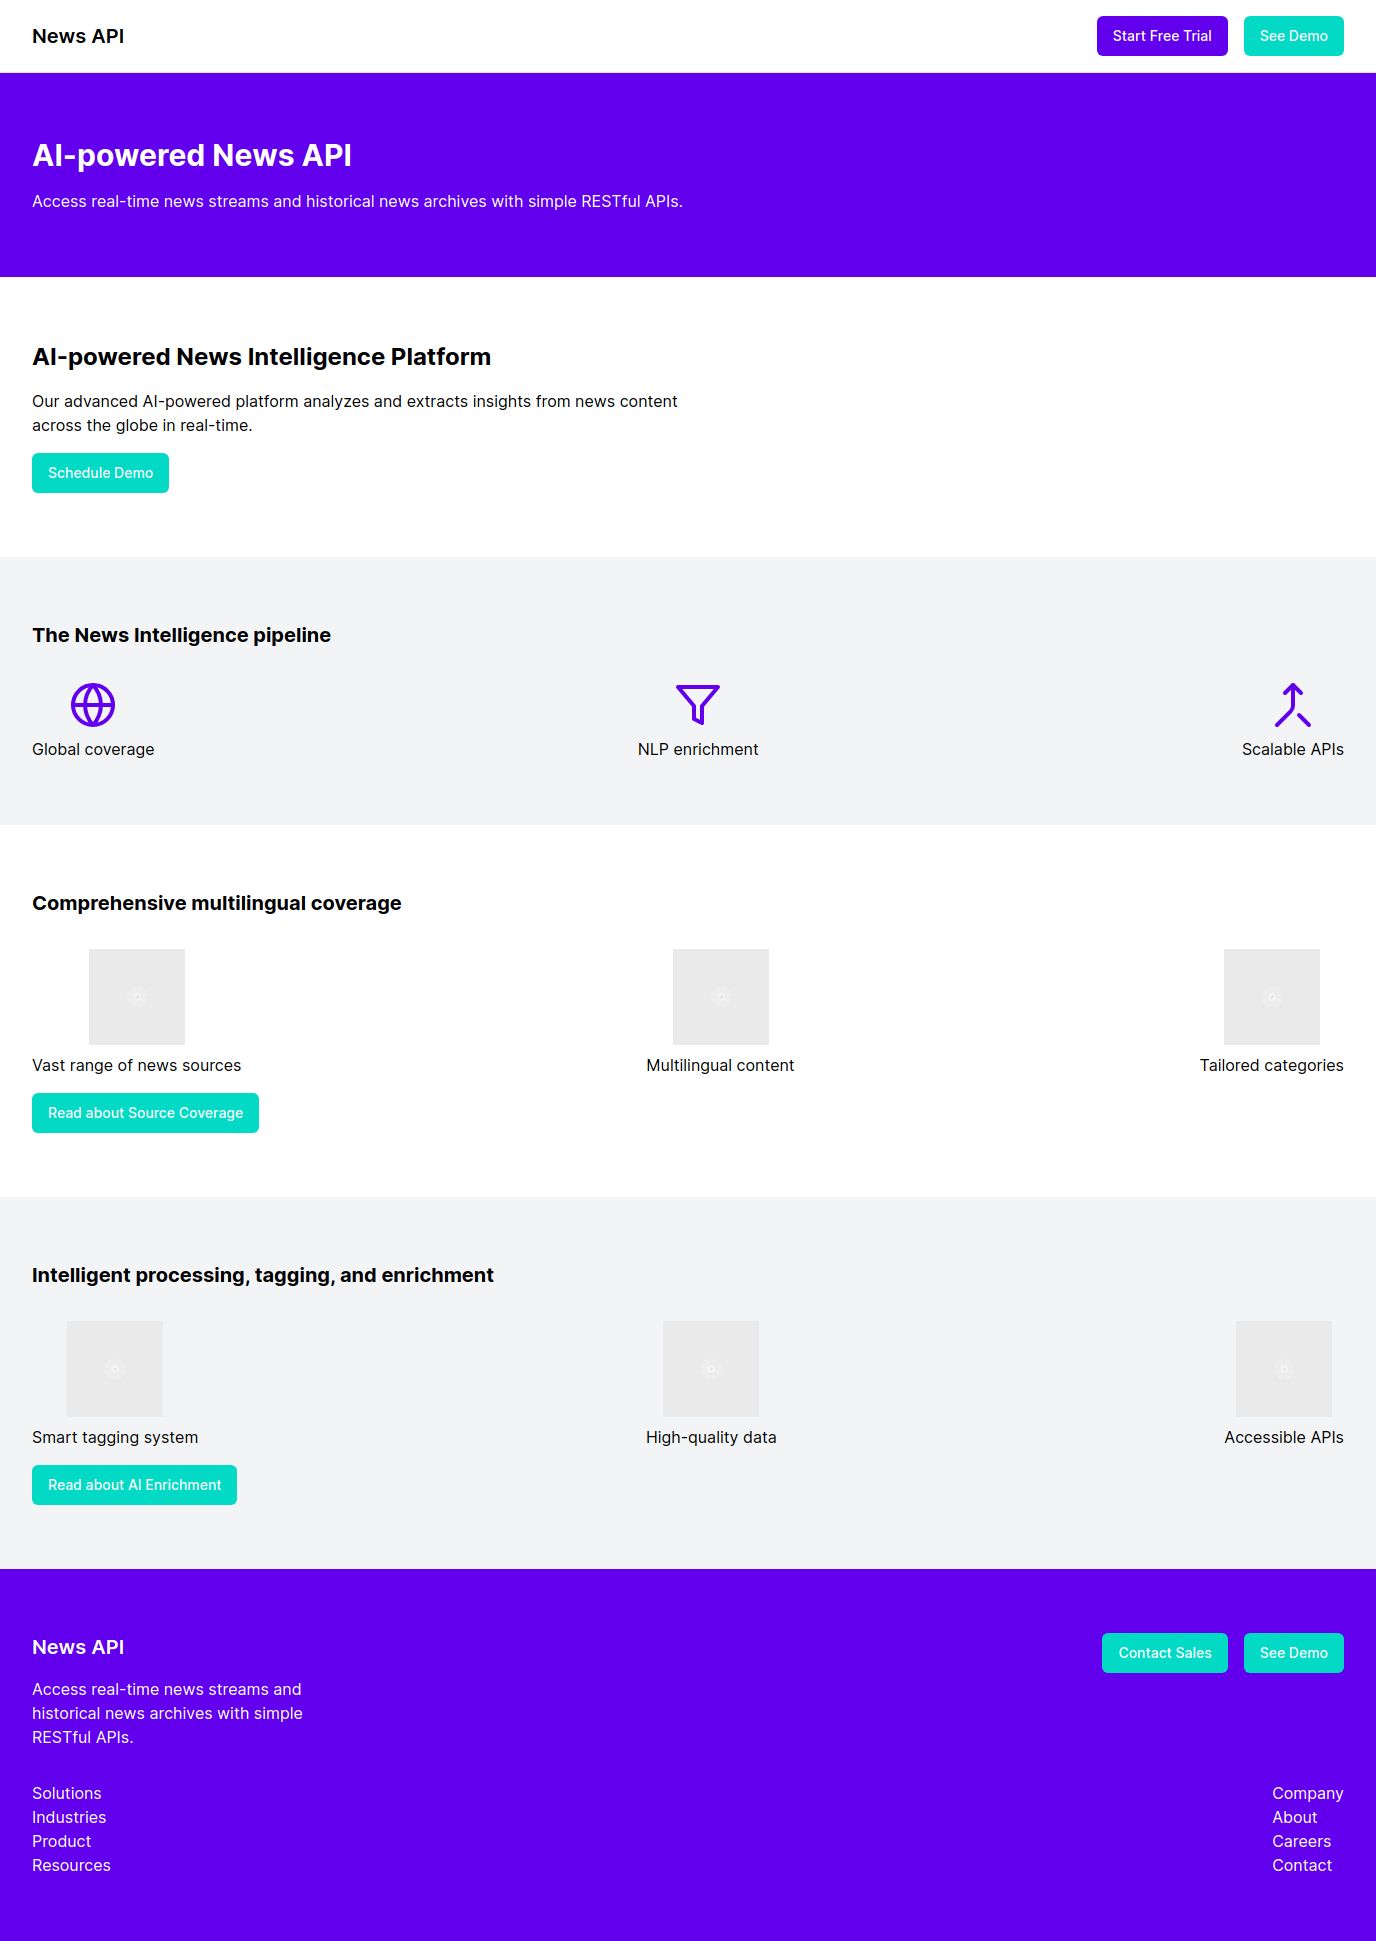 News API
Start Free Trial
See Demo
AI-powered News API
Access real-time news streams and historical news archives with simple RESTful APIs.
AI-powered News Intelligence Platform
Our advanced AI-powered platform analyzes and extracts insights from news content
across the globe in real-time.
Schedule Demo
The News Intelligence pipeline
Global coverage
NLP enrichment
Scalable APIs
Comprehensive multilingual coverage
Vast range of news sources
Multilingual content
Tailored categories
Read about Source Coverage
Intelligent processing, tagging, and enrichment
Smart tagging system
High-quality data
Accessible APIs
Read about AI Enrichment
News API
Access real-time news streams and
historical news archives with simple
RESTful APIs.
Contact Sales
See Demo
Solutions
Industries
Product
Resources
Company
About
Careers
Contact